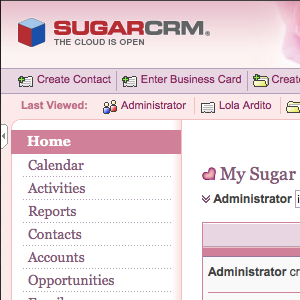 SUGARCRM®
THE CLOUD IS OPEN
Create Contact Enter Business Card Create
Last Viewed: Administrator Lola Ardito
Home
Calendar
Activities
Reports
Contacts
Accounts
Opportunities
My Sugar
Administrator
Administrator cr